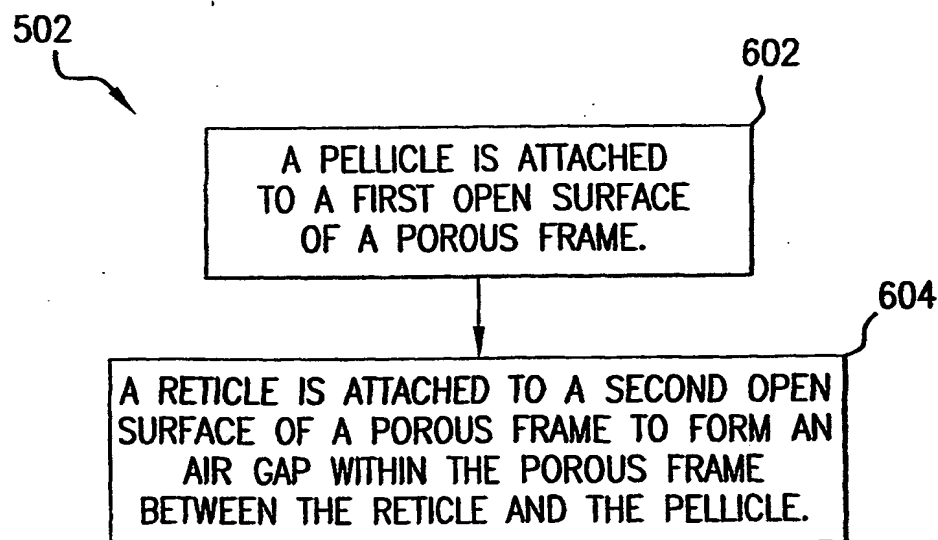 502
602
A PELLICLE IS ATTACHED
TO A FIRST OPEN SURFACE
OF A POROUS FRAME.
604
A RETICLE IS ATTACHED TO A SECOND OPEN
SURFACE OF A POROUS FRAME TO FORM AN
AIR GAP WITHIN THE POROUS FRAME
BETWEEN THE RETICLE AND THE PELLICLE.